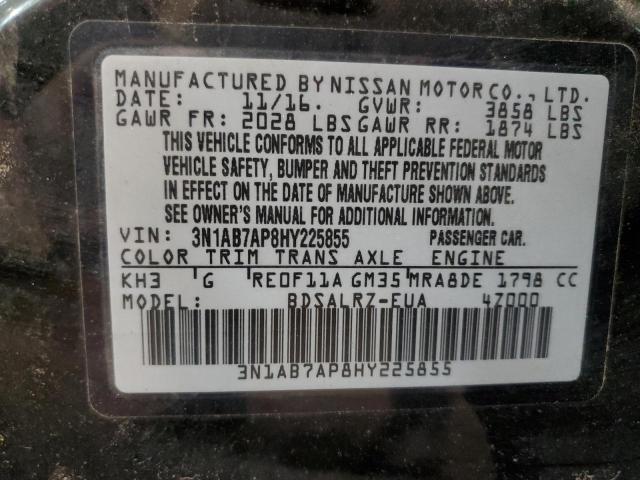 MANUFACTURED BY NISSAN MOTOR CO., LTD.
DATE: 11/16. GVWR: 3858 LBS
GAWR FR: 2028 LBS GAWR RR: 1874 LBS
THIS VEHICLE CONFORMS TO ALL APPLICABLE FEDERAL MOTOR
VEHICLE SAFETY, BUMPER AND THEFT PREVENTION STANDARDS
IN EFFECT ON THE DATE OF MANUFACTURE SHOWN ABOVE.
SEE OWNER'S MANUAL FOR ADDITIONAL INFORMATION.
VIN: 3N1AB7AP8HY225855 PASSENGER CAR.
COLOR TRIM TRANS AXLE ENGINE
KH3 G RE0F11A GM35 MRA8DE 1798 CC
MODEL: BDSALRZ-EUA 4Z000
3N1AB7AP8HY225855